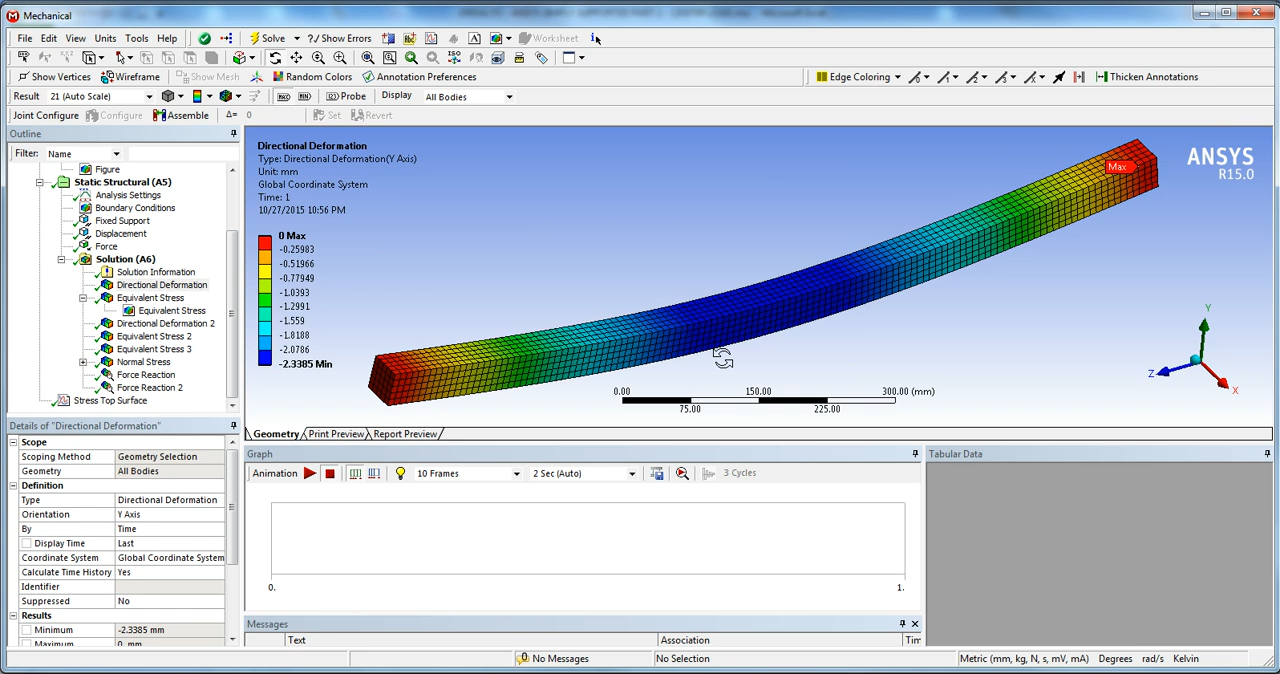 Mechanical
File Edit View Units Tools Help Solve ?/ Show Errors Worksheet
Show Vertices Wireframe Show Mesh Random Colors Annotation Preferences Edge Coloring Thicken Annotations
Result 21 (Auto Scale) Probe Display All Bodies
Joint Configure Configure Assemble Δ= 0 Set Revert
Outline
Filter: Name
Figure
Static Structural (A5)
Analysis Settings
Boundary Conditions
Fixed Support
Displacement
Force
Solution (A6)
Solution Information
Directional Deformation
Equivalent Stress
Equivalent Stress
Directional Deformation 2
Equivalent Stress 2
Equivalent Stress 3
Normal Stress
Force Reaction
Force Reaction 2
Stress Top Surface
Details of "Directional Deformation"
Scope
Scoping Method Geometry Selection
Geometry All Bodies
Definition
Type Directional Deformation
Orientation Y Axis
By Time
Display Time Last
Coordinate System Global Coordinate System
Calculate Time History Yes
Identifier
Suppressed No
Results
Minimum -2.3385 mm
Maximum 0. mm
Directional Deformation
Type: Directional Deformation(Y Axis)
Unit: mm
Global Coordinate System
Time: 1
10/27/2015 10:56 PM
0 Max
-0.25983
-0.51966
-0.77949
-1.0393
-1.2991
-1.559
-1.8188
-2.0786
-2.3385 Min
Max
ANSYS
R15.0
Y
Z
X
0.00 150.00 300.00 (mm)
75.00 225.00
Geometry Print Preview Report Preview
Graph
Animation 10 Frames 2 Sec (Auto) 3 Cycles
0. 1.
Tabular Data
Messages
Text Association Tim
No Messages No Selection Metric (mm, kg, N, s, mV, mA) Degrees rad/s Kelvin